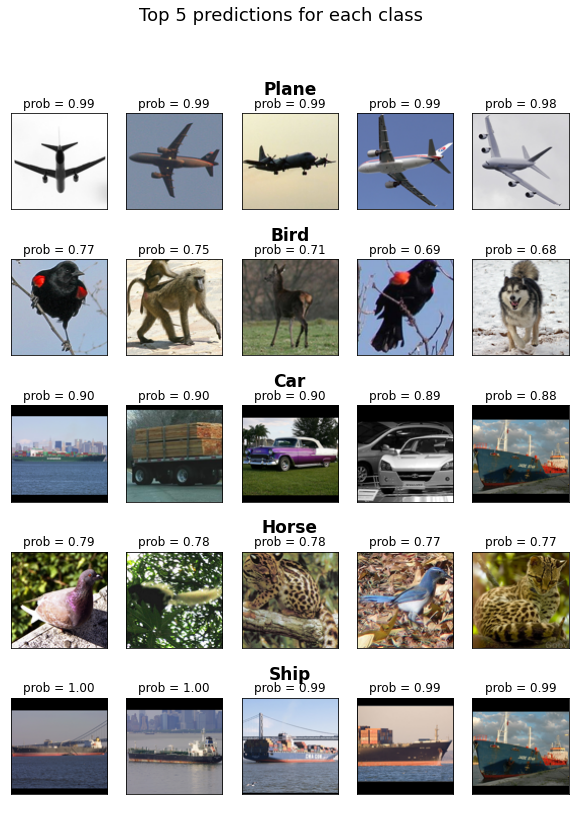 Top 5 predictions for each class
Plane
prob = 0.99 prob = 0.99 prob = 0.99 prob = 0.99 prob = 0.98
Bird
prob = 0.77 prob = 0.75 prob = 0.71 prob = 0.69 prob = 0.68
Car
prob = 0.90 prob = 0.90 prob = 0.90 prob = 0.89 prob = 0.88
Horse
prob = 0.79 prob = 0.78 prob = 0.78 prob = 0.77 prob = 0.77
Ship
prob = 1.00 prob = 1.00 prob = 0.99 prob = 0.99 prob = 0.99